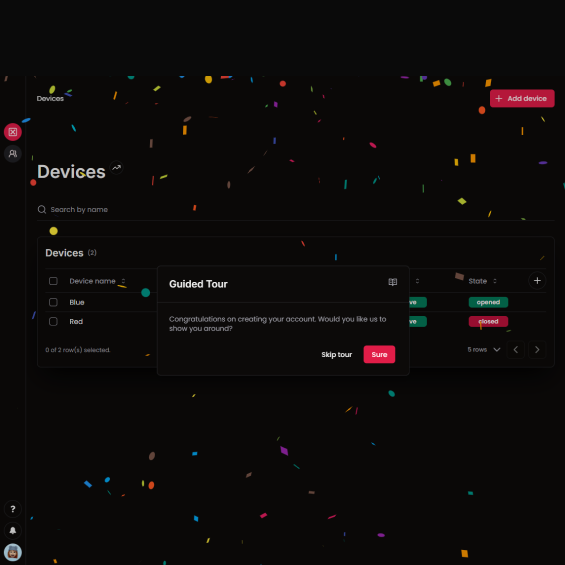 Devices
+ Add device
Devices
Search by name
Devices (2)
Device name
State
Blue
ve
opened
Red
ve
closed
0 of 2 row(s) selected.
5 rows
Guided Tour
Congratulations on creating your account. Would you like us to
show you around?
Skip tour
Sure
?